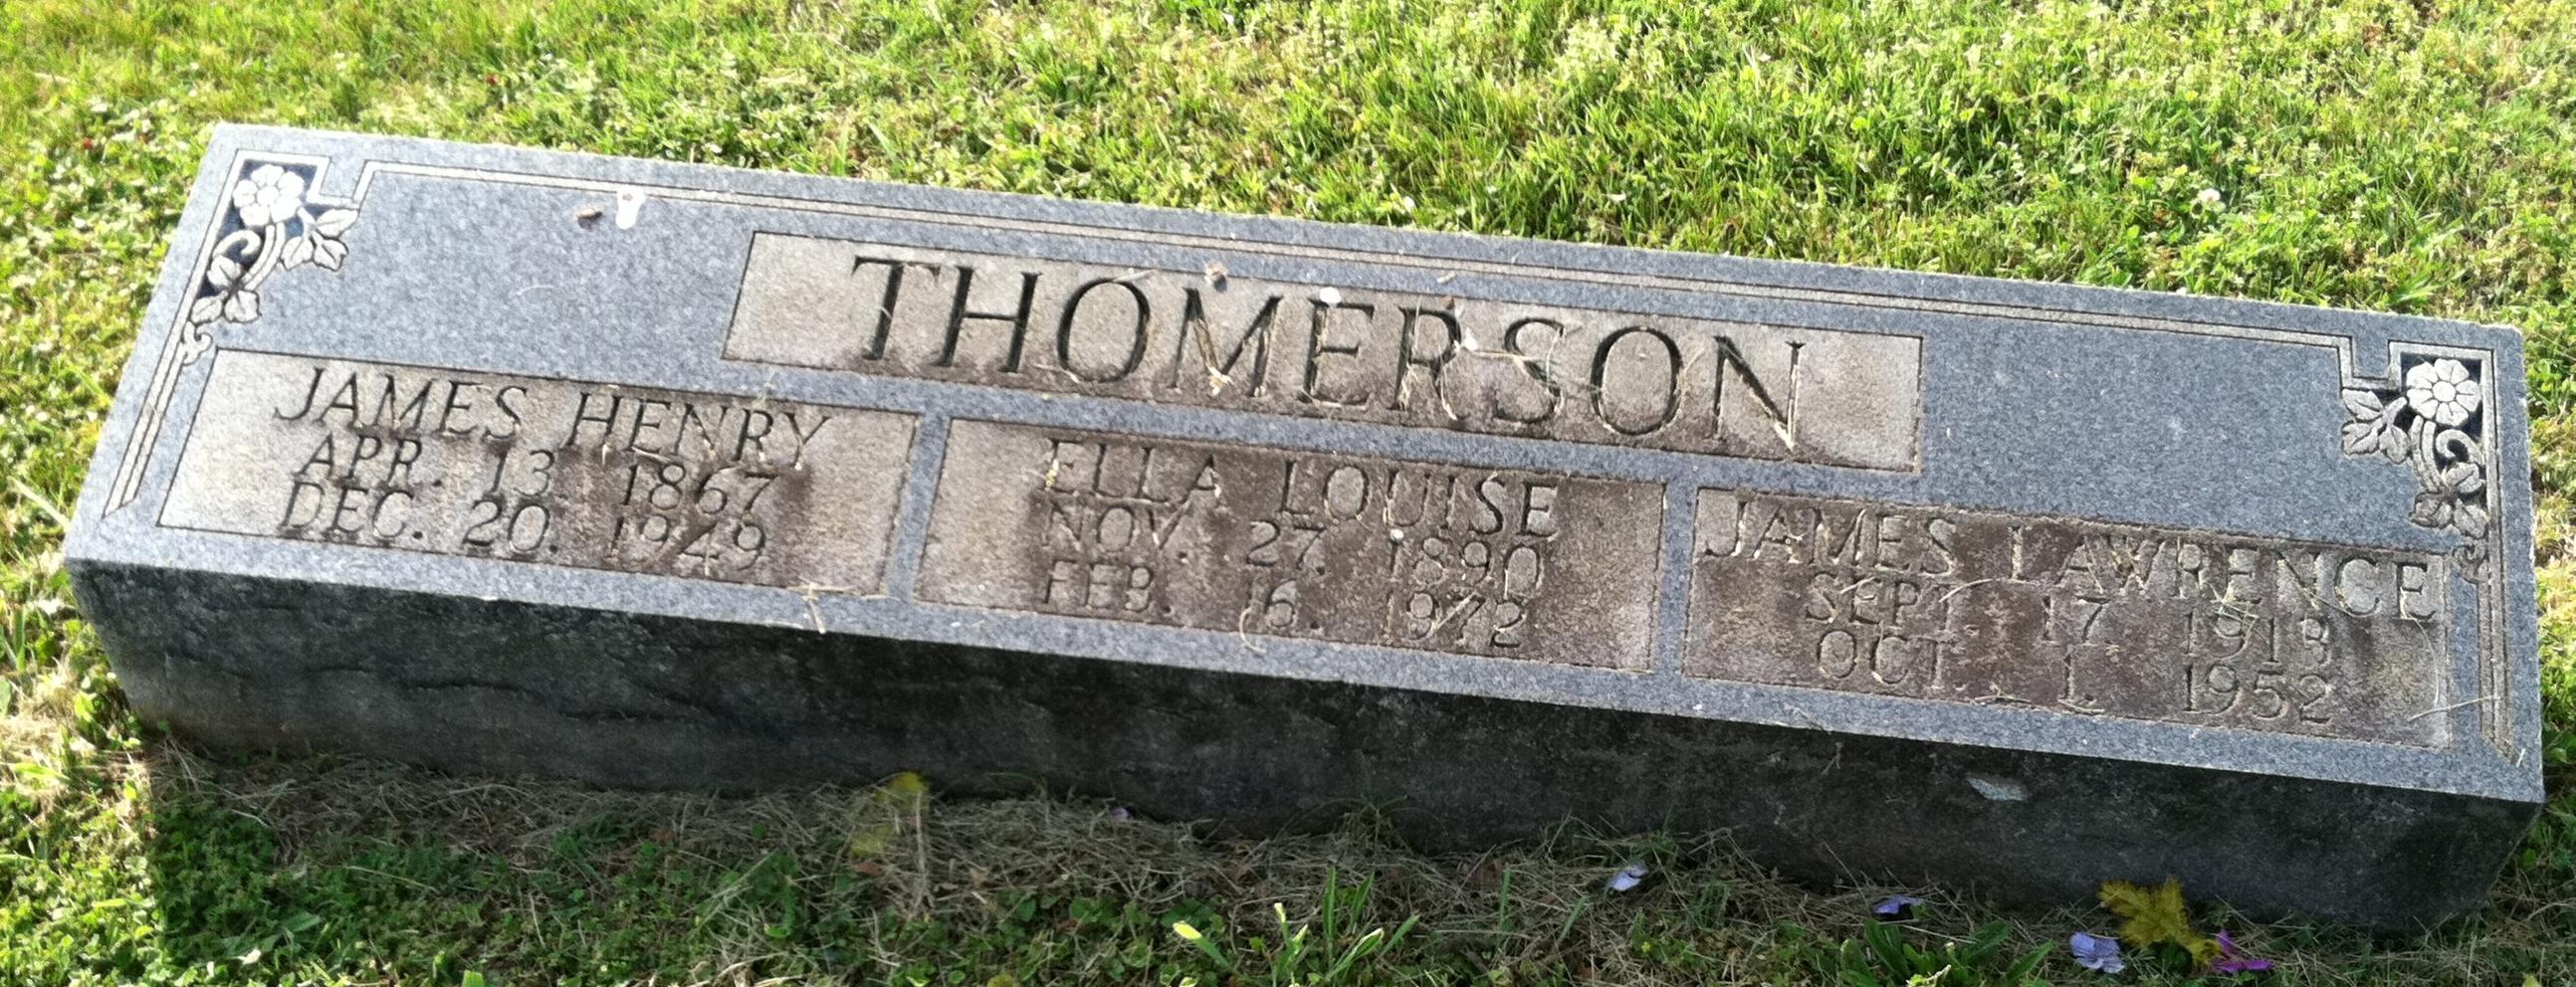 THOMERSON
JAMES HENRY
APR. 13. 1867
DEC. 20. 1949
ELLA LOUISE
NOV. 27. 1890
FEB. 16. 1972
JAMES LAWRENCE
SEPT. 17 1913
OCT. 1. 1952